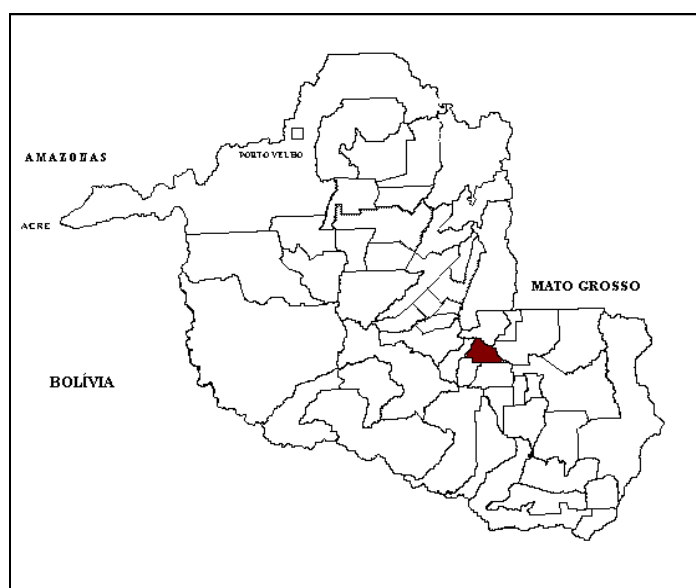 PORTO VELHO
AMAZONAS
ACRE
MATO GROSSO
BOLÍVIA